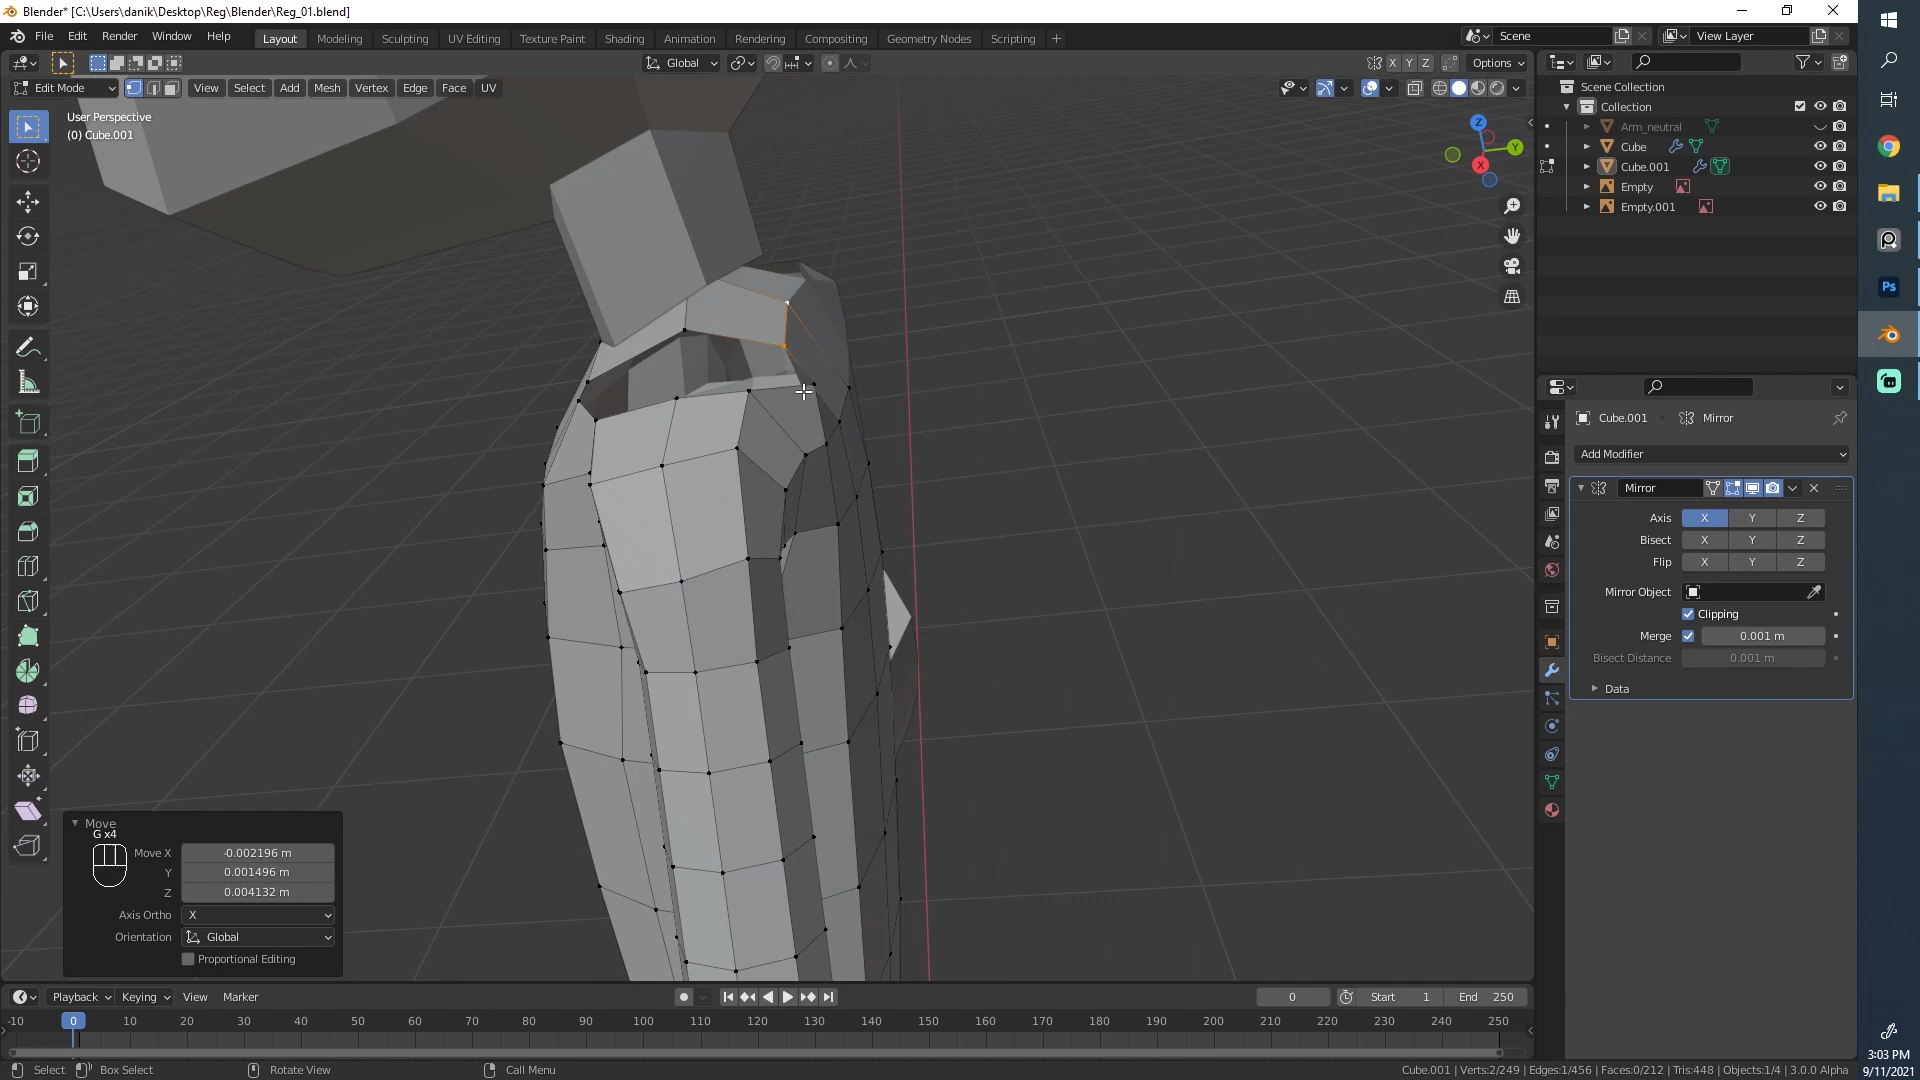 Blender* [C:\Users\danik\Desktop\Reg\Blender\Reg_01.blend]
File Edit Render Window Help
Layout Modeling Sculpting UV Editing Texture Paint Shading Animation Rendering Compositing Geometry Nodes Scripting +
Scene
View Layer
Global
X Y Z
Options
Edit Mode
View Select Add Mesh Vertex Edge Face UV
User Perspective
(0) Cube.001
Z
Y
X
Scene Collection
Collection
Arm_neutral
Cube
Cube.001
Empty
Empty.001
Ps
Cube.001
Mirror
Add Modifier
Mirror
Axis X Y Z
Bisect X Y Z
Flip X Y Z
Mirror Object
Clipping
Merge 0.001 m
Bisect Distance 0.001 m
Data
Move
G x4
Move X -0.002196 m
Y 0.001496 m
Z 0.004132 m
Axis Ortho X
Orientation Global
Proportional Editing
Playback Keying View Marker
0
Start 1
End 250
-10 0 10 20 30 40 50 60 70 80 90 100 110 120 130 140 150 160 170 180 190 200 210 220 230 240 250
Select
Box Select
Rotate View
Call Menu
Cube.001 | Verts:2/249 | Edges:1/456 | Faces:0/212 | Tris:448 | Objects:1/4 | 3.0.0 Alpha
3:03 PM
9/11/2021